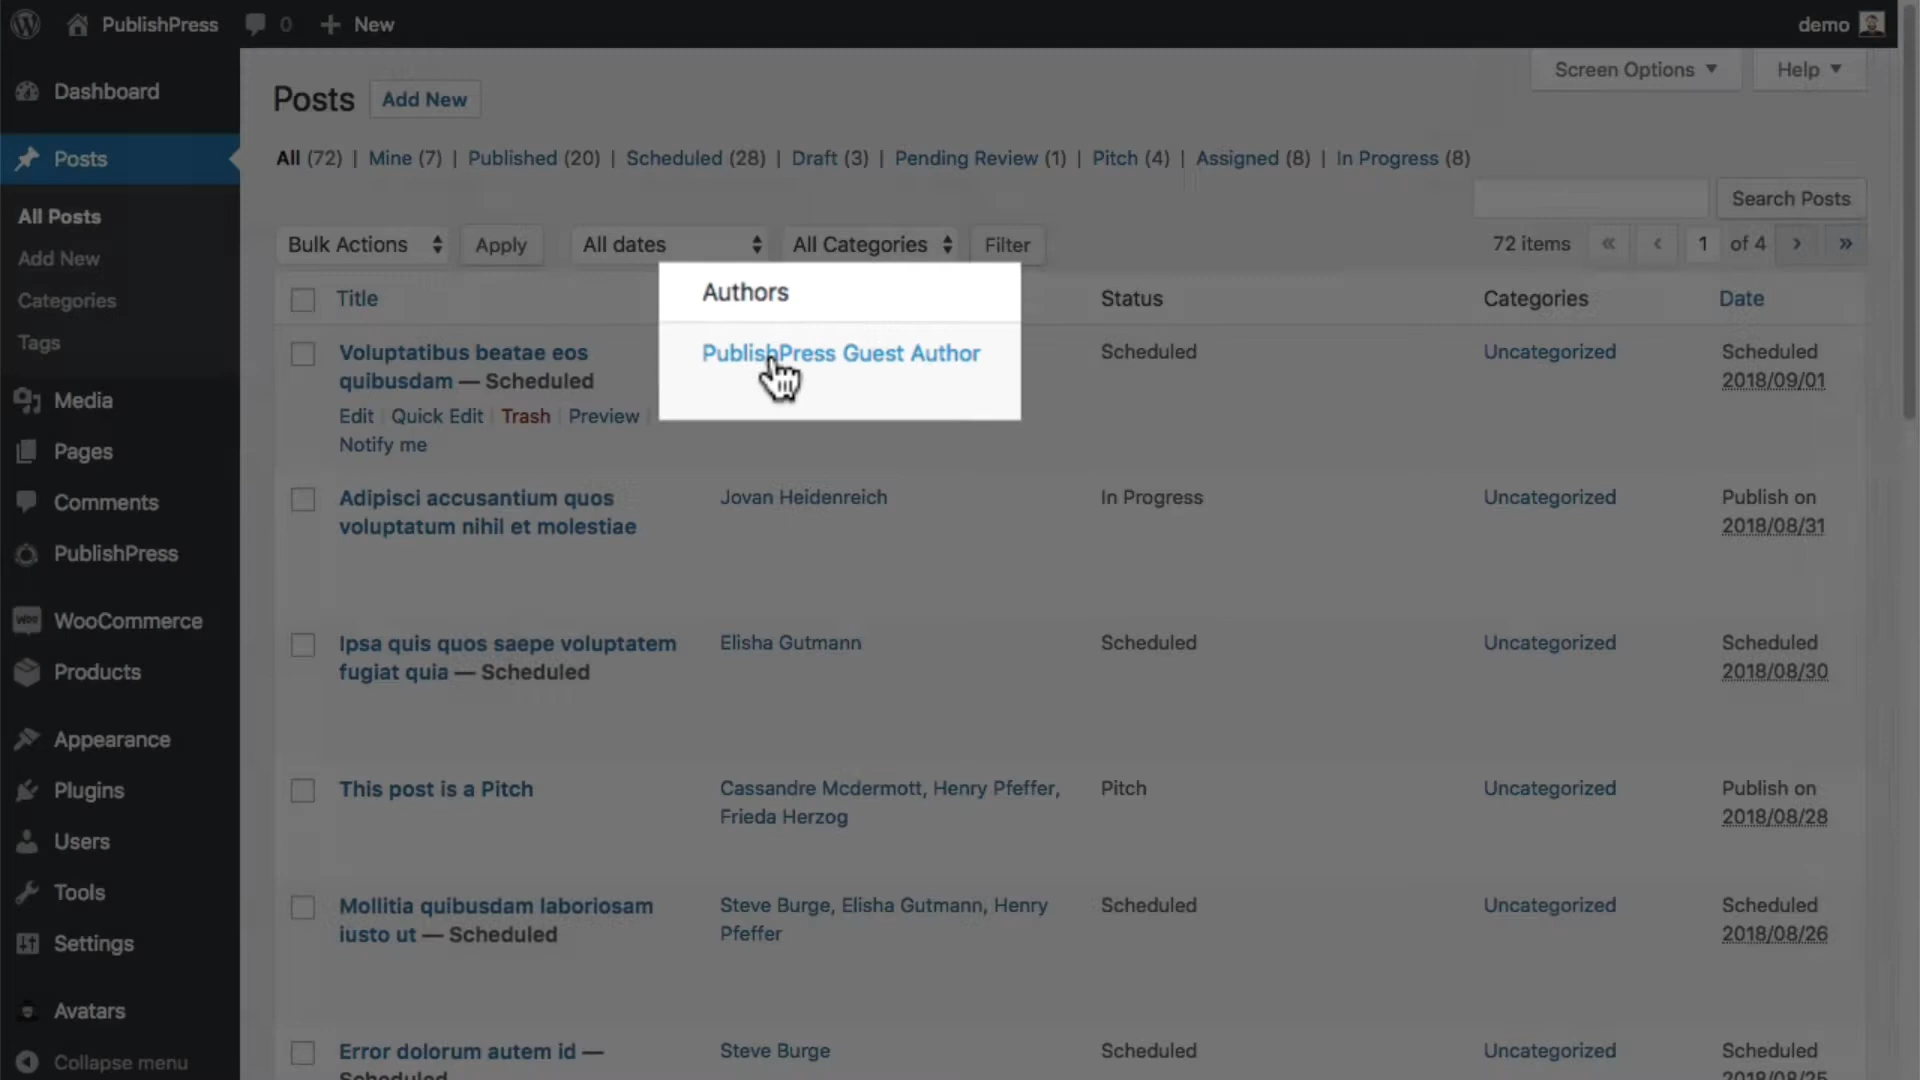 PublishPress 0 New demo
Dashboard
Posts
All Posts
Add New
Categories
Tags
Media
Pages
Comments
PublishPress
WooCommerce
Products
Appearance
Plugins
Users
Tools
Settings
Avatars
Collapse menu
Screen Options Help
Posts Add New
All (72) | Mine (7) | Published (20) | Scheduled (28) | Draft (3) | Pending Review (1) | Pitch (4) | Assigned (8) | In Progress (8)
Search Posts
Bulk Actions Apply All dates All Categories Filter 72 items « ‹ 1 of 4 › »
Title Authors Status Categories Date
Voluptatibus beatae eos PublishPress Guest Author Scheduled Uncategorized Scheduled
quibusdam — Scheduled 2018/09/01
Edit | Quick Edit | Trash | Preview |
Notify me
Adipisci accusantium quos Jovan Heidenreich In Progress Uncategorized Publish on
voluptatum nihil et molestiae 2018/08/31
Ipsa quis quos saepe voluptatem Elisha Gutmann Scheduled Uncategorized Scheduled
fugiat quia — Scheduled 2018/08/30
This post is a Pitch Cassandre Mcdermott, Henry Pfeffer, Pitch Uncategorized Publish on
Frieda Herzog 2018/08/28
Mollitia quibusdam laboriosam Steve Burge, Elisha Gutmann, Henry Scheduled Uncategorized Scheduled
iusto ut — Scheduled Pfeffer 2018/08/26
Error dolorum autem id — Steve Burge Scheduled Uncategorized Scheduled
Scheduled 2018/08/25